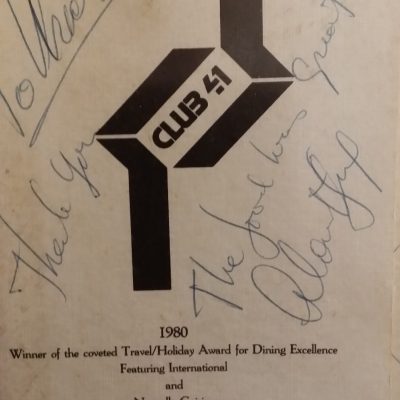 To
CLUB 41
Thank you
The food was great
1980
Winner of the coveted Travel/Holiday Award for Dining Excellence
Featuring International
and